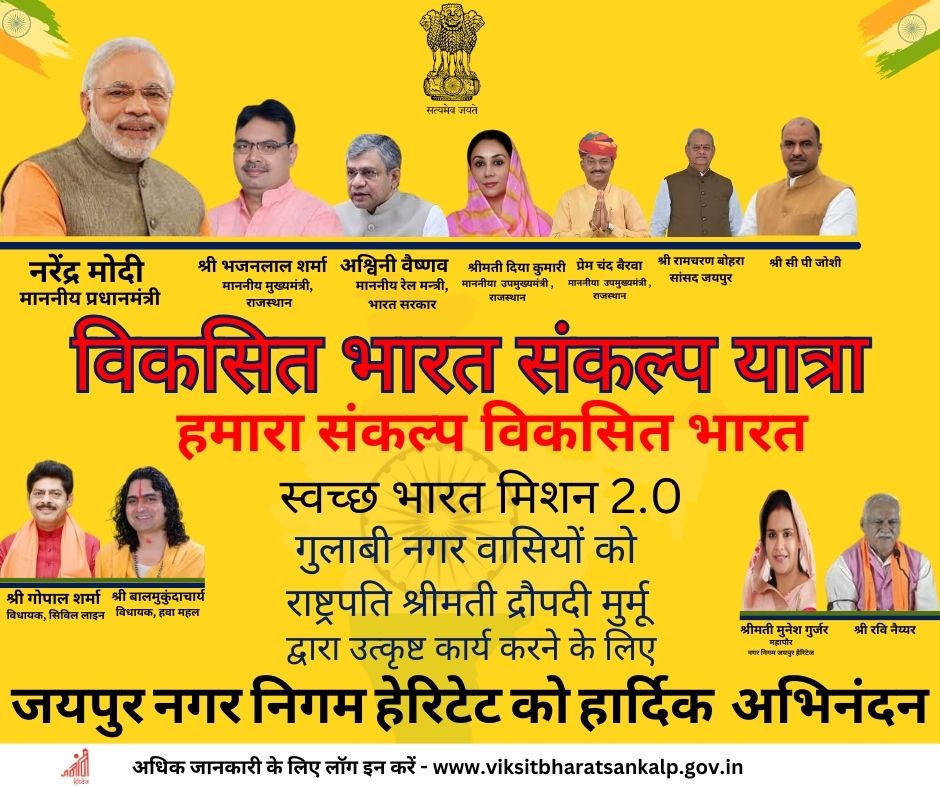 सत्यमेव जयते
नरेंद्र मोदी
माननीय प्रधानमंत्री
श्री भजनलाल शर्मा
माननीय मुख्यमंत्री,
राजस्थान
अश्विनी वैष्णव
माननीय रेल मन्त्री,
भारत सरकार
श्रीमती दिया कुमारी
माननीया उपमुख्यमंत्री ,
राजस्थान
प्रेम चंद बैरवा
माननीया उपमुख्यमंत्री ,
राजस्थान
श्री रामचरण बोहरा
सांसद जयपुर
श्री सी पी जोशी
विकसित भारत संकल्प यात्रा
हमारा संकल्प विकसित भारत
स्वच्छ भारत मिशन 2.0
गुलाबी नगर वासियों को
राष्ट्रपति श्रीमती द्रौपदी मुर्मू
द्वारा उत्कृष्ट कार्य करने के लिए
श्री गोपाल शर्मा
विधायक, सिविल लाइन
श्री बालमुकुंदाचार्य
विधायक, हवा महल
श्रीमती मुनेश गुर्जर
महापौर
नगर निगम जयपुर हैरिटेज
श्री रवि नैय्यर
जयपुर नगर निगम हेरिटेट को हार्दिक अभिनंदन
हेरिटेज
अधिक जानकारी के लिए लॉग इन करें - www.viksitbharatsankalp.gov.in